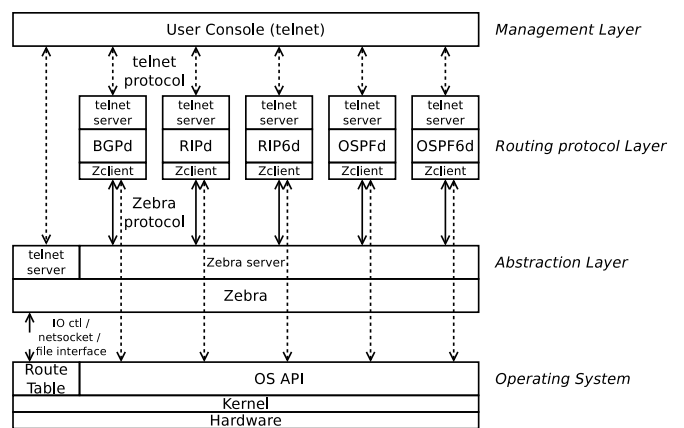 User Console (telnet)
Management Layer
telnet
protocol
telnet
server
telnet
server
telnet
server
telnet
server
telnet
server
BGPd
RIPd
RIP6d
OSPFd
OSPF6d
Routing protocol Layer
Zclient
Zclient
Zclient
Zclient
Zclient
Zebra
protocol
telnet
server
Zebra server
Abstraction Layer
Zebra
IO ctl /
netsocket /
file interface
Route
Table
OS API
Operating System
Kernel
Hardware